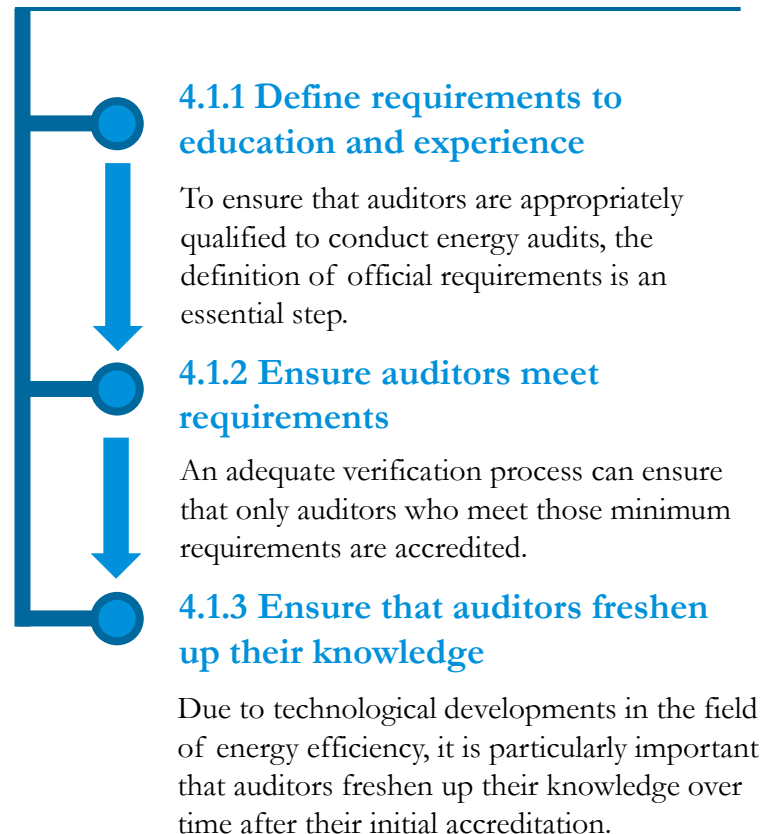 4.1.1 Define requirements to
education and experience
To ensure that auditors are appropriately
qualified to conduct energy audits, the
definition of official requirements is an
essential step.
4.1.2 Ensure auditors meet
requirements
An adequate verification process can ensure
that only auditors who meet those minimum
requirements are accredited.
4.1.3 Ensure that auditors freshen
up their knowledge
Due to technological developments in the field
of energy efficiency, it is particularly important
that auditors freshen up their knowledge over
time after their initial accreditation.